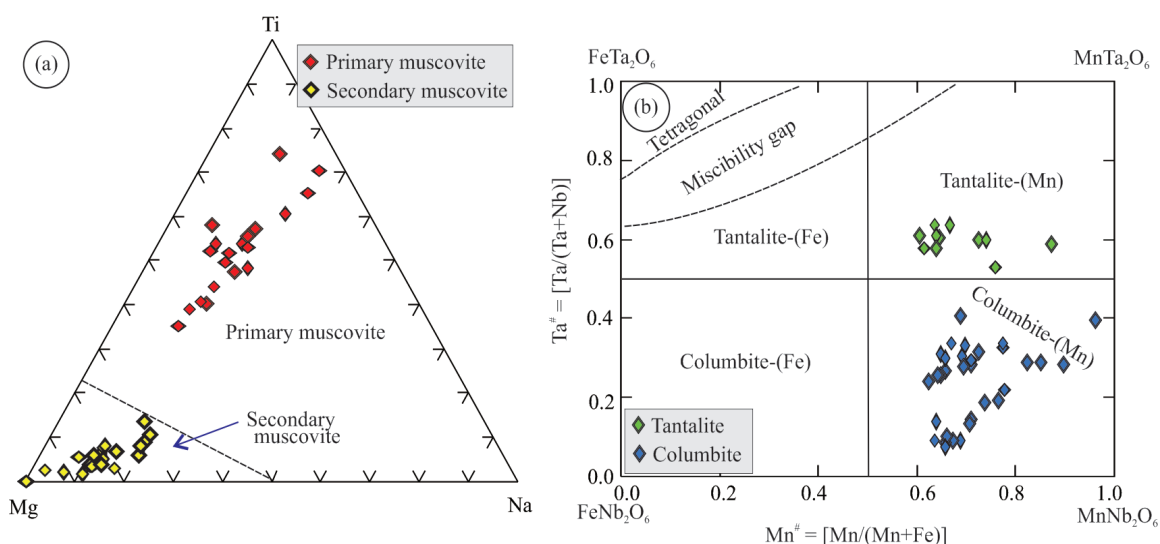 (a)
Ti
Primary muscovite
Secondary muscovite
Primary muscovite
Secondary
muscovite
Mg
Na
FeTa₂O₆
MnTa₂O₆
(b)
1.0
0.8
0.6
0.4
0.2
0.0
Ta# = [Ta/(Ta+Nb)]
Tetragonal
Miscibility gap
Tantalite-(Mn)
Tantalite-(Fe)
Columbite-(Mn)
Columbite-(Fe)
Tantalite
Columbite
0.0
0.2
0.4
0.6
0.8
1.0
FeNb₂O₆
MnNb₂O₆
Mn# = [Mn/(Mn+Fe)]